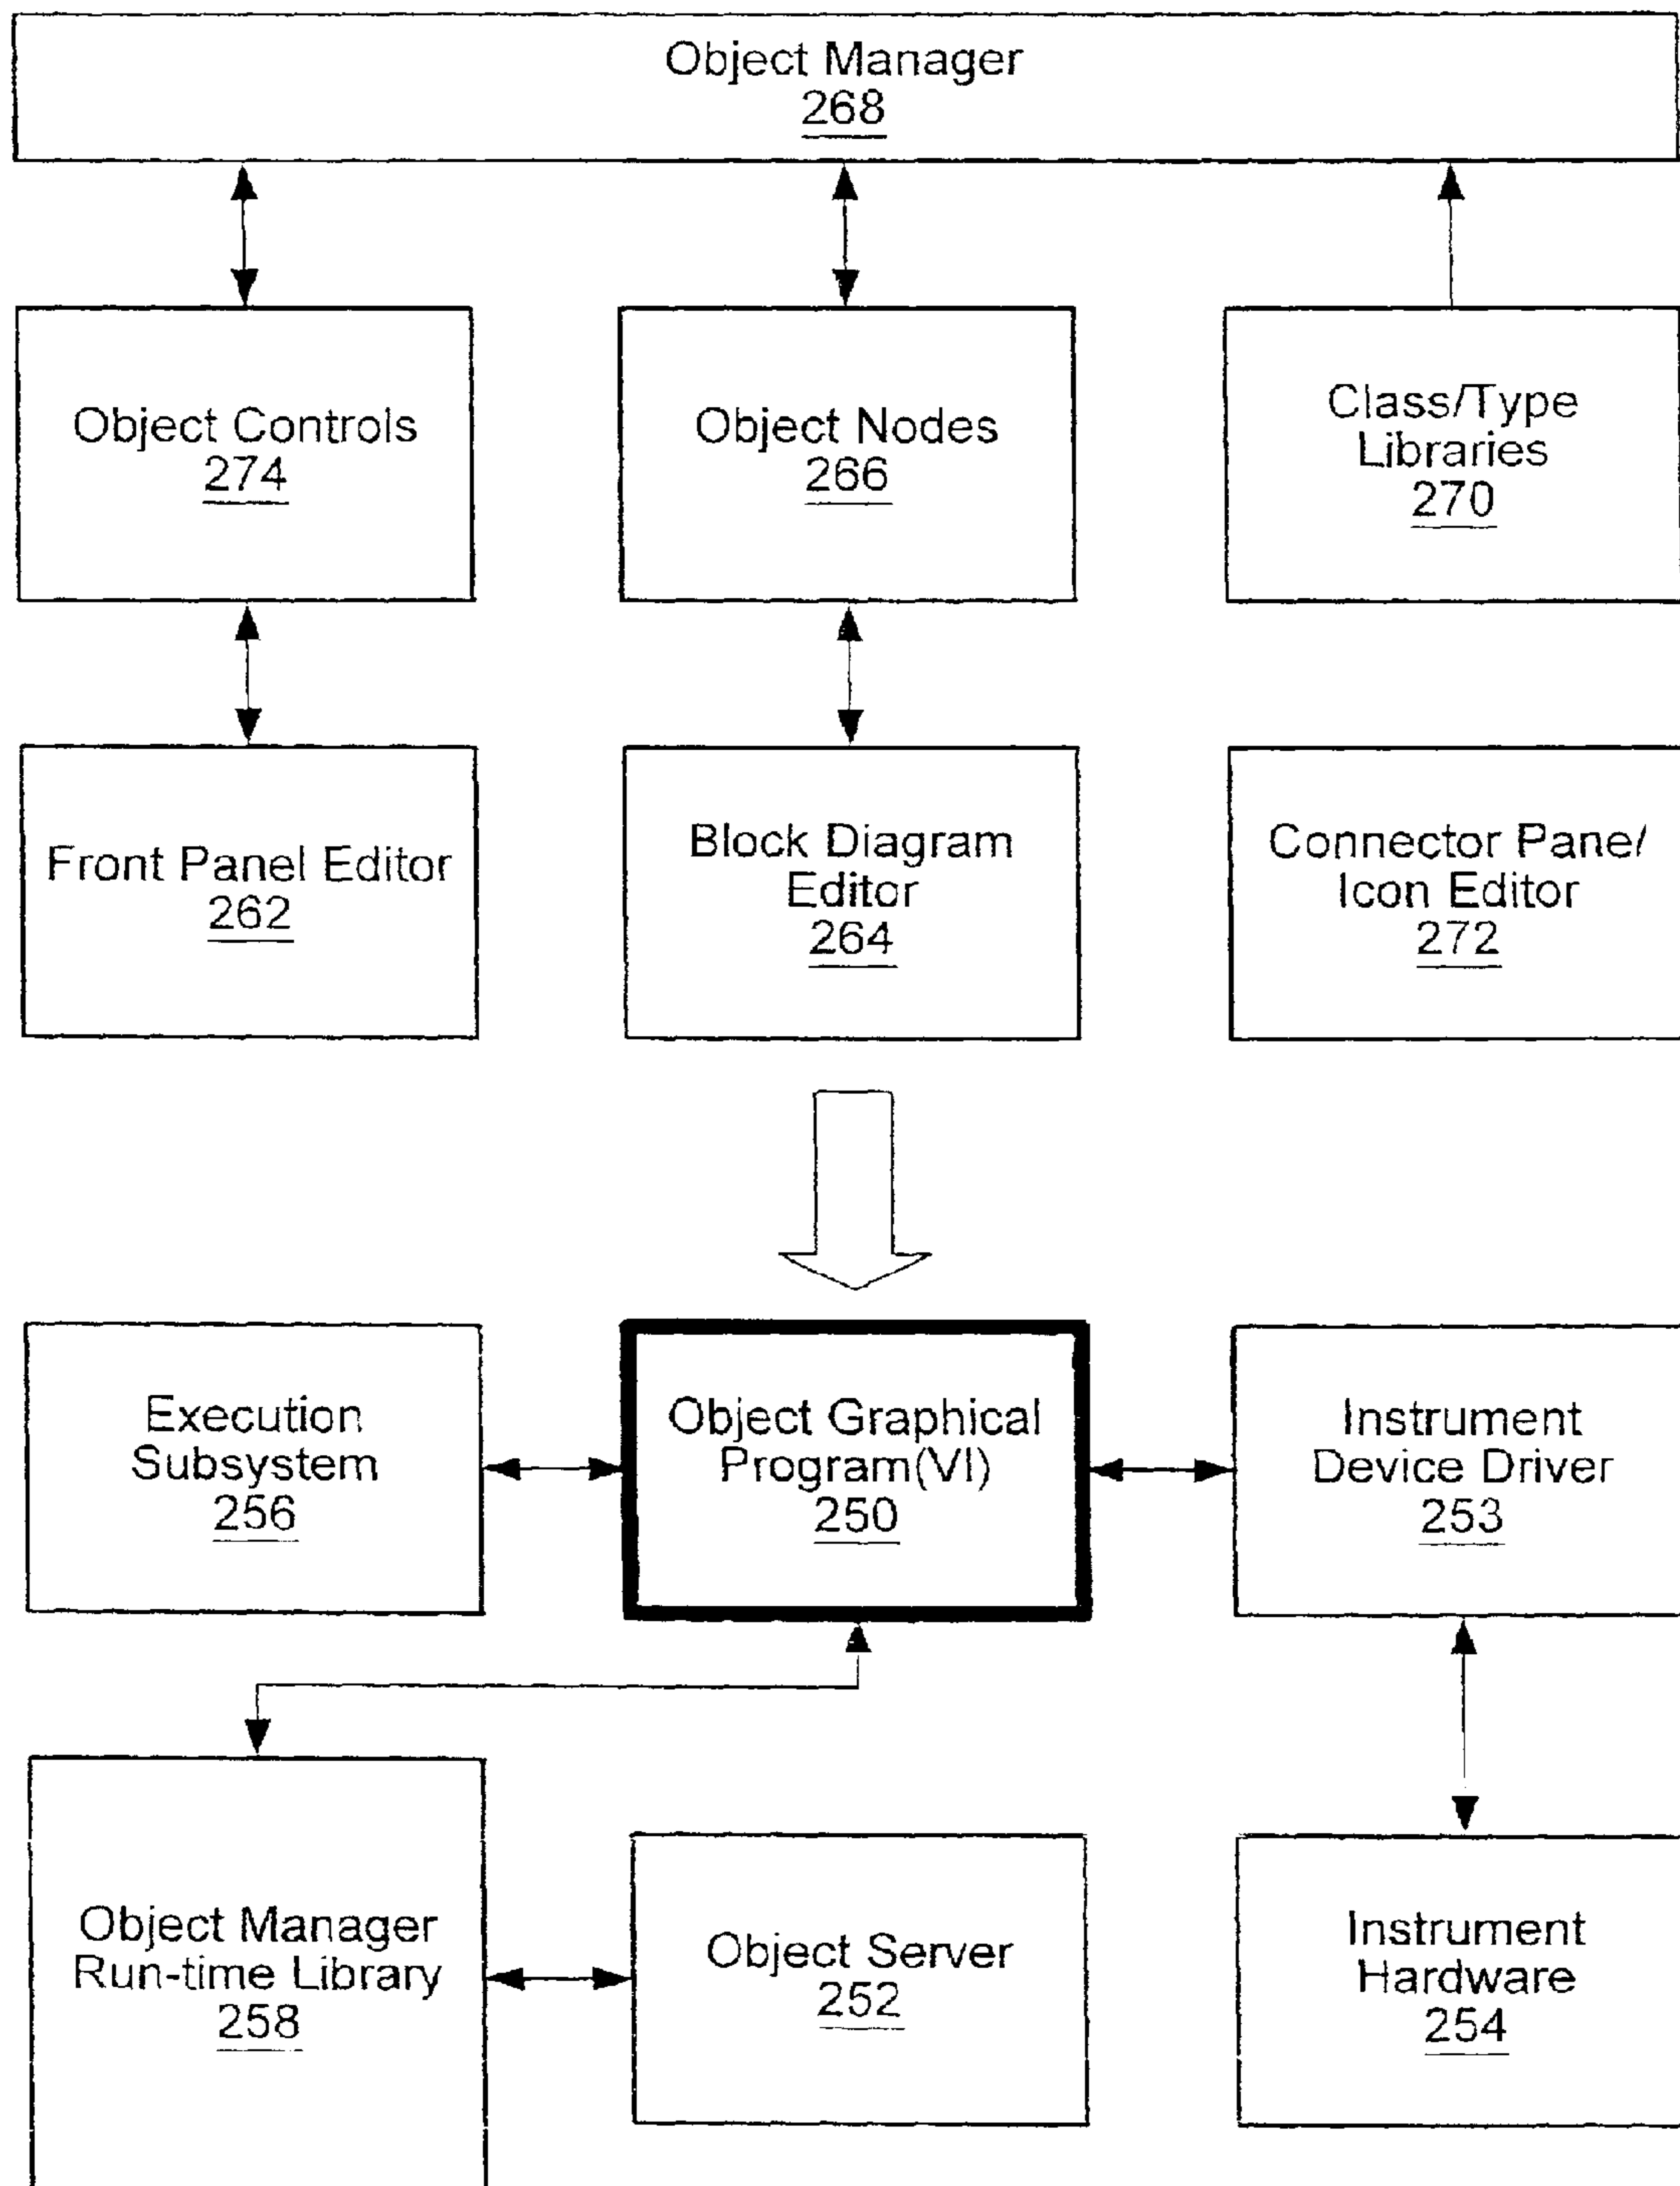 Object Manager
268
Object Controls
274
Object Nodes
266
Class/Type
Libraries
270
Front Panel Editor
262
Block Diagram
Editor
264
Connector Pane/
Icon Editor
272
Execution
Subsystem
256
Object Graphical
Program(VI)
250
Instrument
Device Driver
253
Object Manager
Run-time Library
258
Object Server
252
Instrument
Hardware
254